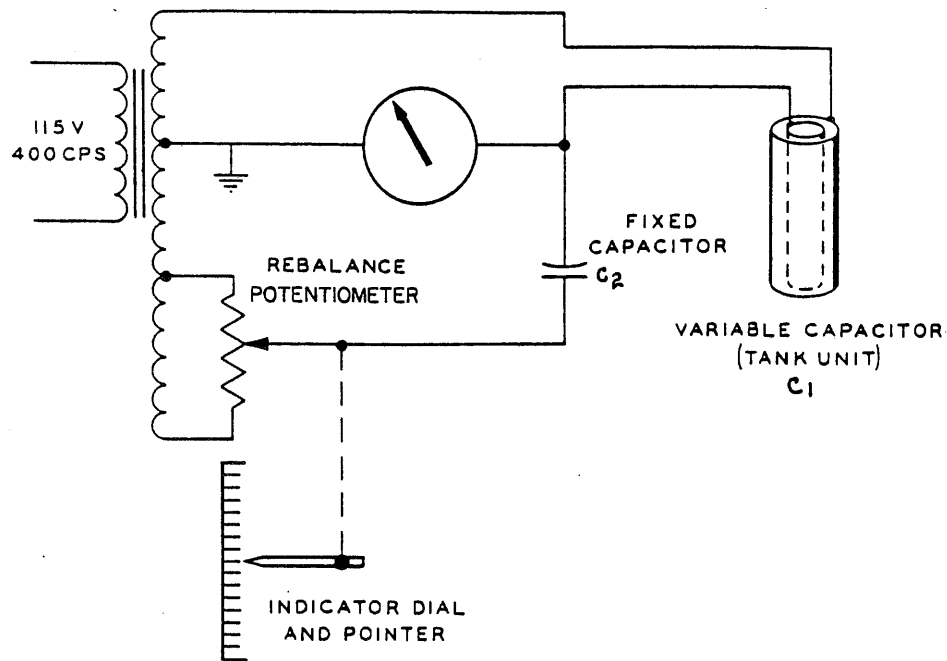 115 V
400 CPS
FIXED
CAPACITOR
C2
REBALANCE
POTENTIOMETER
VARIABLE CAPACITOR
(TANK UNIT)
C1
INDICATOR DIAL
AND POINTER